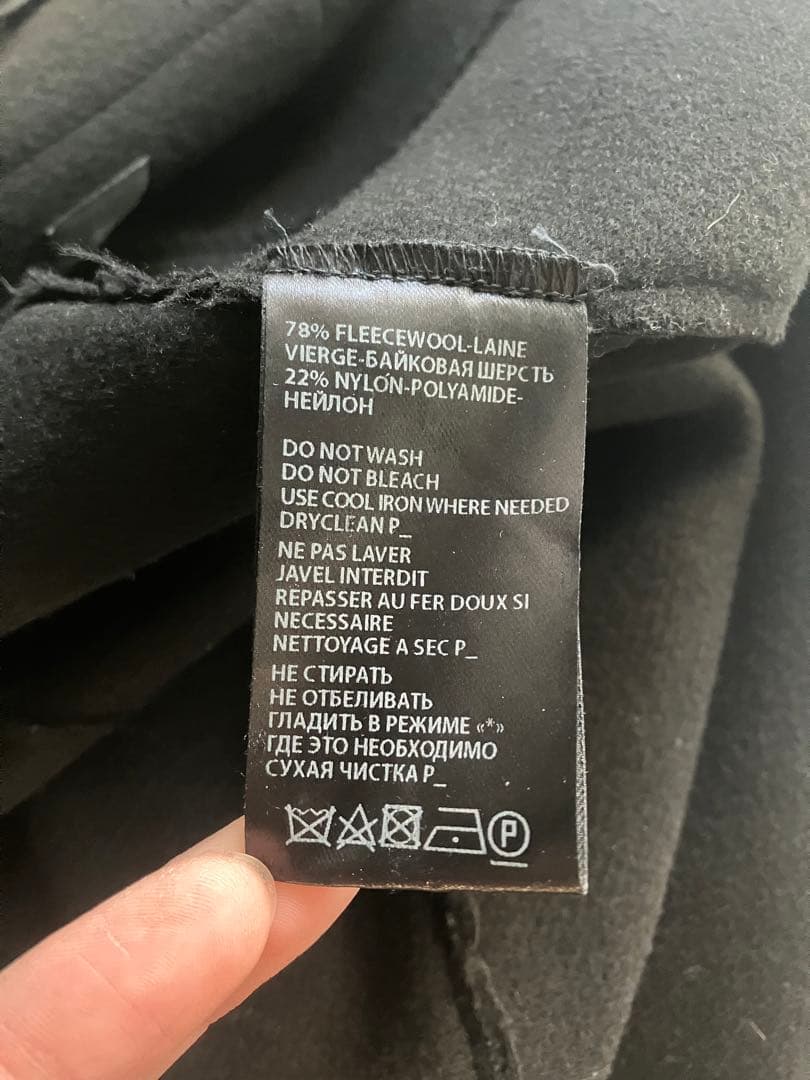 78% FLEECEWOOL-LAINE
VIERGE-БАЙКОВАЯ ШЕРСТЬ
22% NYLON-POLYAMIDE-
НЕЙЛОН
DO NOT WASH
DO NOT BLEACH
USE COOL IRON WHERE NEEDED
DRYCLEAN P_
NE PAS LAVER
JAVEL INTERDIT
REPASSER AU FER DOUX SI
NECESSAIRE
NETTOYAGE A SEC P_
НЕ СТИРАТЬ
НЕ ОТБЕЛИВАТЬ
ГЛАДИТЬ В РЕЖИМЕ «*»
ГДЕ ЭТО НЕОБХОДИМО
СУХАЯ ЧИСТКА P_
P